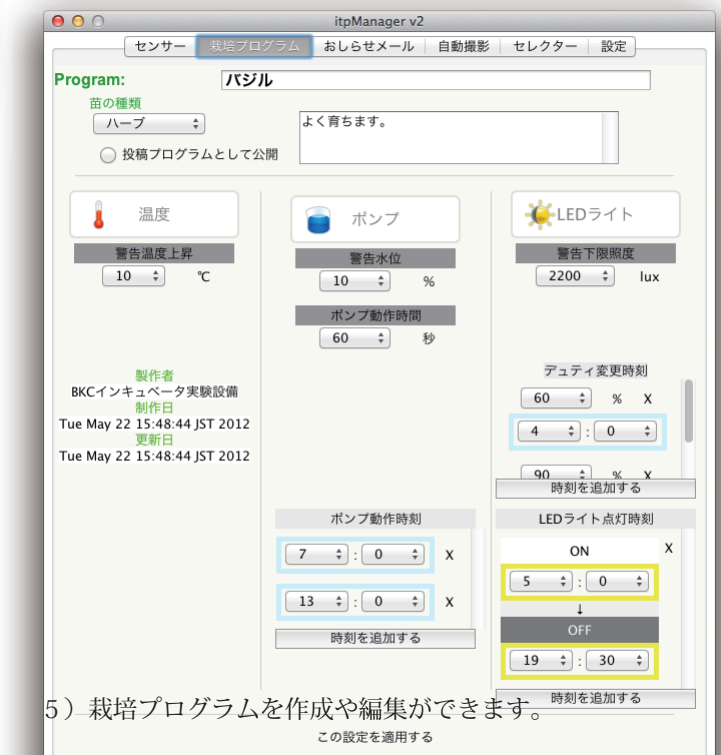 itpManager v2
センサー 栽培プログラム おしらせメール 自動撮影 セレクター 設定
Program: バジル
苗の種類
ハーブ
よく育ちます。
投稿プログラムとして公開
温度
警告温度上昇
10 ℃
製作者
BKCインキュベータ実験設備
制作日
Tue May 22 15:48:44 JST 2012
更新日
Tue May 22 15:48:44 JST 2012
ポンプ
警告水位
10 %
ポンプ動作時間
60 秒
ポンプ動作時刻
7 : 0 X
13 : 0 X
時刻を追加する
LEDライト
警告下限照度
2200 lux
デュティ変更時刻
60 % X
4 : 0
90 % X
時刻を追加する
LEDライト点灯時刻
ON X
5 : 0
↓
OFF
19 : 30
時刻を追加する
5）栽培プログラムを作成や編集ができます。
この設定を適用する